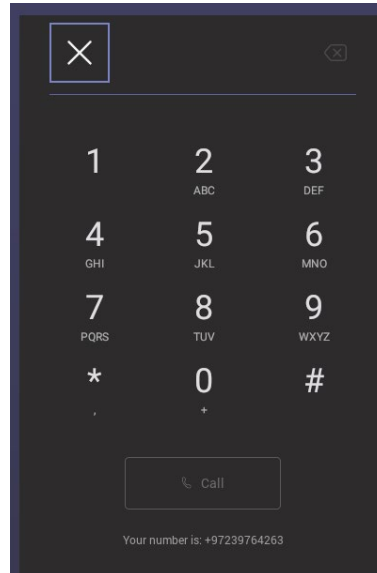 1 2 3
ABC DEF
4 5 6
GHI JKL MNO
7 8 9
PQRS TUV WXYZ
* 0 #
, +
Call
Your number is: +97239764263